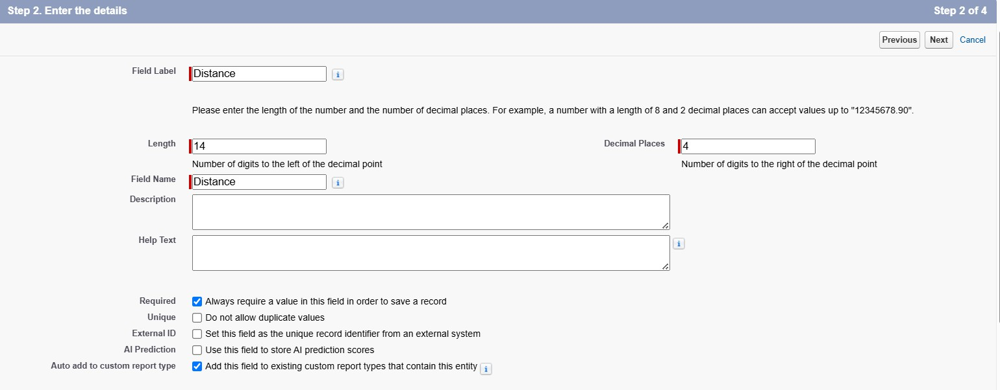 Step 2. Enter the details Step 2 of 4
Previous Next Cancel
Field Label Distance i
Please enter the length of the number and the number of decimal places. For example, a number with a length of 8 and 2 decimal places can accept values up to "12345678.90".
Length 14 Decimal Places 4
Number of digits to the left of the decimal point Number of digits to the right of the decimal point
Field Name Distance i
Description
Help Text i
Required Always require a value in this field in order to save a record
Unique Do not allow duplicate values
External ID Set this field as the unique record identifier from an external system
AI Prediction Use this field to store AI prediction scores
Auto add to custom report type Add this field to existing custom report types that contain this entity i